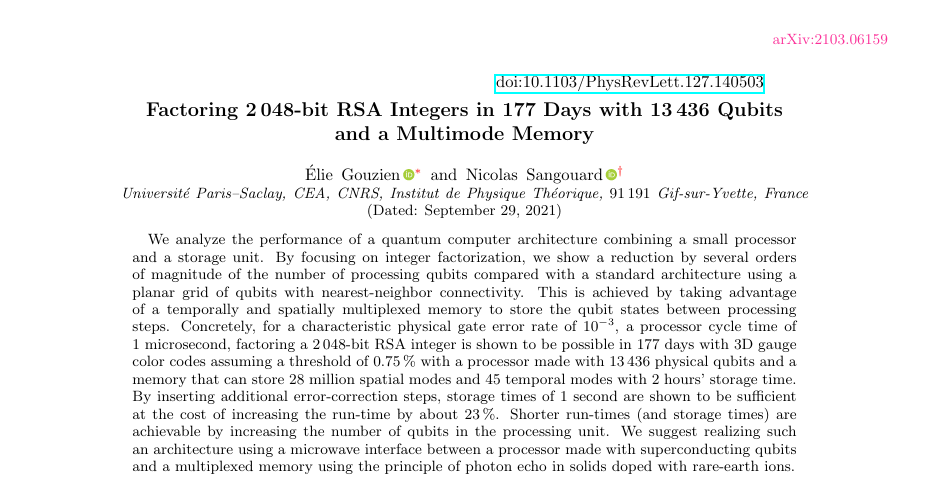 arXiv:2103.06159
doi:10.1103/PhysRevLett.127.140503
Factoring 2 048-bit RSA Integers in 177 Days with 13 436 Qubits
and a Multimode Memory
Élie Gouzien * and Nicolas Sangouard †
Université Paris–Saclay, CEA, CNRS, Institut de Physique Théorique, 91 191 Gif-sur-Yvette, France
(Dated: September 29, 2021)
We analyze the performance of a quantum computer architecture combining a small processor
and a storage unit. By focusing on integer factorization, we show a reduction by several orders
of magnitude of the number of processing qubits compared with a standard architecture using a
planar grid of qubits with nearest-neighbor connectivity. This is achieved by taking advantage
of a temporally and spatially multiplexed memory to store the qubit states between processing
steps. Concretely, for a characteristic physical gate error rate of 10⁻³, a processor cycle time of
1 microsecond, factoring a 2 048-bit RSA integer is shown to be possible in 177 days with 3D gauge
color codes assuming a threshold of 0.75 % with a processor made with 13 436 physical qubits and a
memory that can store 28 million spatial modes and 45 temporal modes with 2 hours' storage time.
By inserting additional error-correction steps, storage times of 1 second are shown to be sufficient
at the cost of increasing the run-time by about 23 %. Shorter run-times (and storage times) are
achievable by increasing the number of qubits in the processing unit. We suggest realizing such
an architecture using a microwave interface between a processor made with superconducting qubits
and a multiplexed memory using the principle of photon echo in solids doped with rare-earth ions.